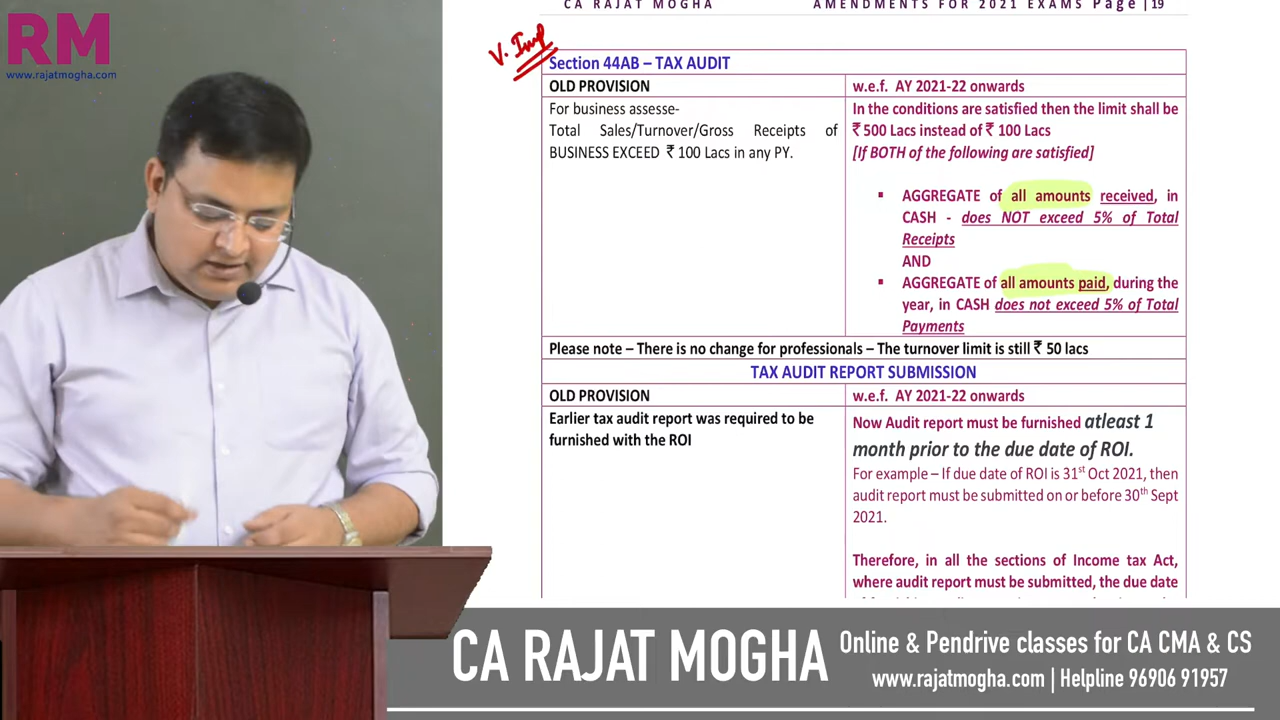 RM
www.rajatmogha.com
CA RAJAT MOGHA AMENDMENTS FOR 2021 EXAMS Page | 19
V. Imp
Section 44AB – TAX AUDIT
OLD PROVISION
w.e.f. AY 2021-22 onwards
For business assesse-
Total Sales/Turnover/Gross Receipts of
BUSINESS EXCEED ₹ 100 Lacs in any PY.
In the conditions are satisfied then the limit shall be
₹ 500 Lacs instead of ₹ 100 Lacs
[If BOTH of the following are satisfied]
▪ AGGREGATE of all amounts received, in
CASH - does NOT exceed 5% of Total
Receipts
AND
▪ AGGREGATE of all amounts paid, during the
year, in CASH does not exceed 5% of Total
Payments
Please note – There is no change for professionals – The turnover limit is still ₹ 50 lacs
TAX AUDIT REPORT SUBMISSION
OLD PROVISION
w.e.f. AY 2021-22 onwards
Earlier tax audit report was required to be
furnished with the ROI
Now Audit report must be furnished atleast 1
month prior to the due date of ROI.
For example – If due date of ROI is 31st Oct 2021, then
audit report must be submitted on or before 30th Sept
2021.
Therefore, in all the sections of Income tax Act,
where audit report must be submitted, the due date
CA RAJAT MOGHA
Online & Pendrive classes for CA CMA & CS
www.rajatmogha.com | Helpline 96906 91957